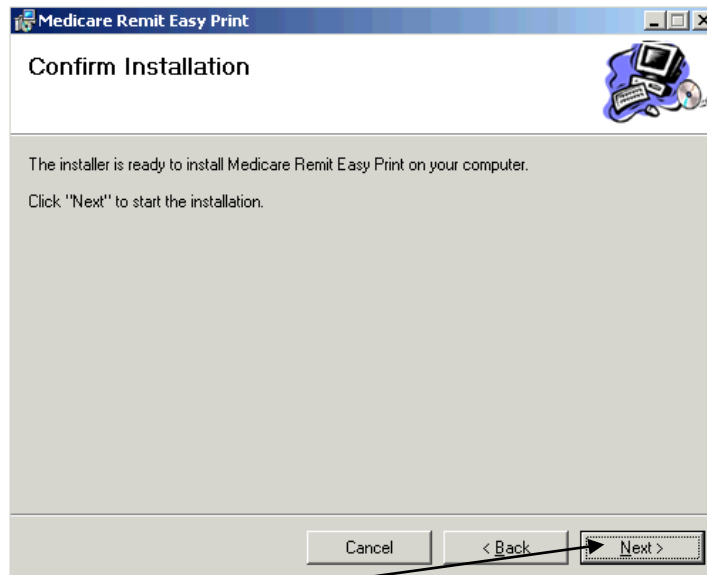 Medicare Remit Easy Print
Confirm Installation
The installer is ready to install Medicare Remit Easy Print on your computer.
Click "Next" to start the installation.
Cancel
< Back
Next >